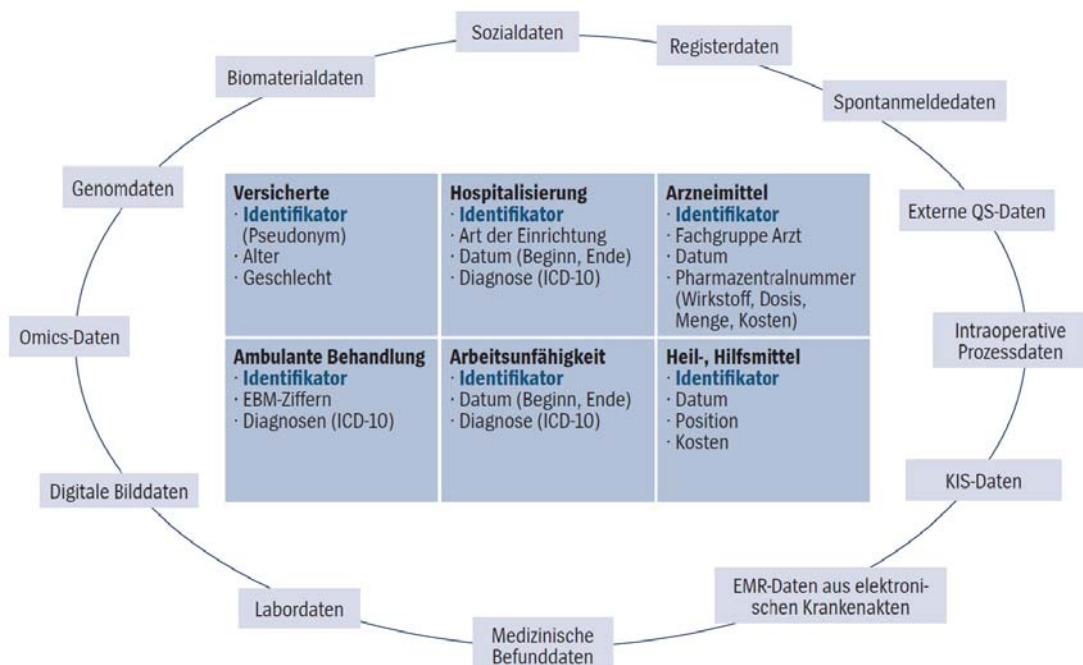 Sozialdaten
Registerdaten
Biomaterialdaten
Spontanmeldedaten
Genomdaten
Externe QS-Daten
Versicherte
· Identifikator
(Pseudonym)
· Alter
· Geschlecht
Hospitalisierung
· Identifikator
· Art der Einrichtung
· Datum (Beginn, Ende)
· Diagnose (ICD-10)
Arzneimittel
· Identifikator
· Fachgruppe Arzt
· Datum
· Pharmazentralnummer
(Wirkstoff, Dosis,
Menge, Kosten)
Omics-Daten
Intraoperative
Prozessdaten
Ambulante Behandlung
· Identifikator
· EBM-Ziffern
· Diagnosen (ICD-10)
Arbeitsunfähigkeit
· Identifikator
· Datum (Beginn, Ende)
· Diagnose (ICD-10)
Heil-, Hilfsmittel
· Identifikator
· Datum
· Position
· Kosten
Digitale Bilddaten
KIS-Daten
Labordaten
EMR-Daten aus elektroni-
schen Krankenakten
Medizinische
Befunddaten